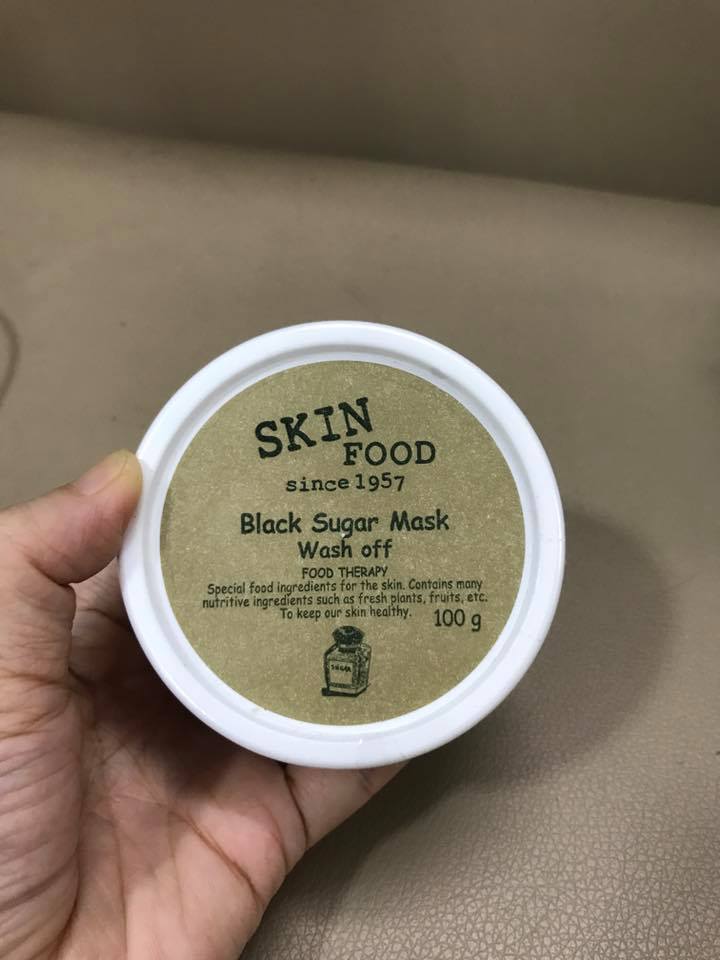 SKIN
FOOD
since 1957
Black Sugar Mask
Wash off
FOOD THERAPY
Special food ingredients for the skin. Contains many
nutritive ingredients such as fresh plants, fruits, etc.
To keep our skin healthy.
100 g
SUGAR